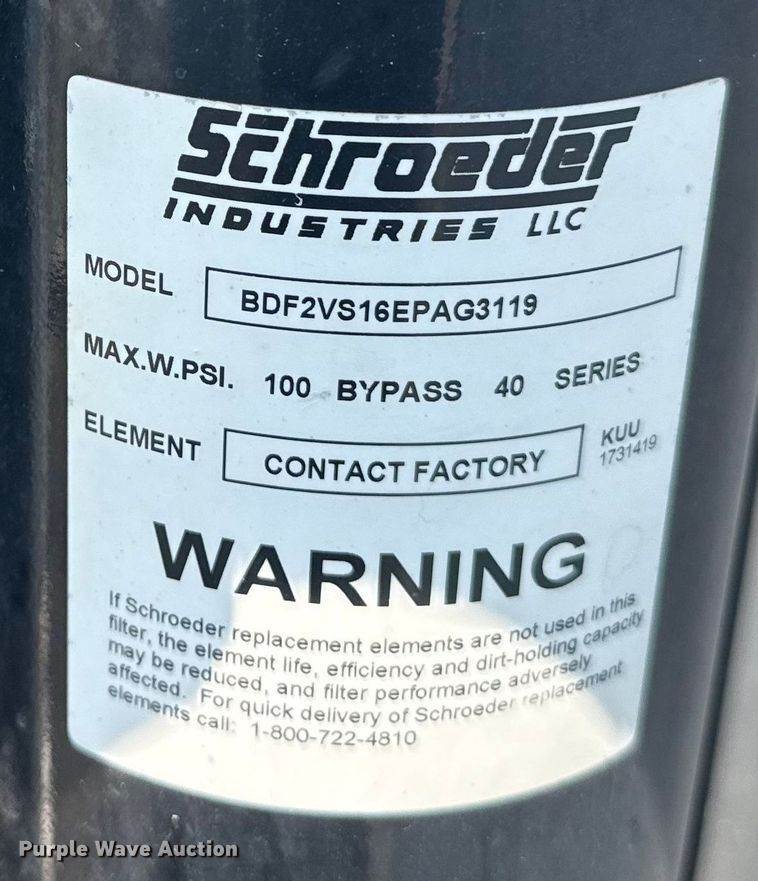 Schroeder
INDUSTRIES LLC
MODEL BDF2VS16EPAG3119
MAX.W.PSI. 100 BYPASS 40 SERIES
ELEMENT CONTACT FACTORY KUU
1731419
WARNING
If Schroeder replacement elements are not used in this
filter, the element life, efficiency and dirt-holding capacity
may be reduced, and filter performance adversely
affected. For quick delivery of Schroeder replacement
elements call: 1-800-722-4810
Purple Wave Auction